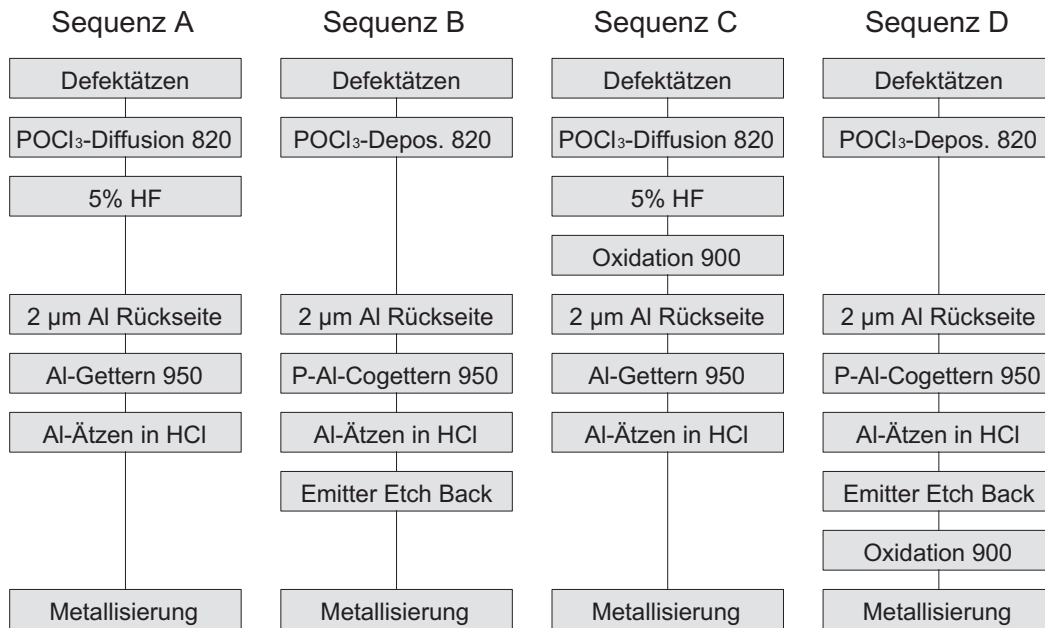 Sequenz A
Defektätzen
POCl₃-Diffusion 820
5% HF
2 µm Al Rückseite
Al-Gettern 950
Al-Ätzen in HCl
Metallisierung
Sequenz B
Defektätzen
POCl₃-Depos. 820
2 µm Al Rückseite
P-Al-Cogettern 950
Al-Ätzen in HCl
Emitter Etch Back
Metallisierung
Sequenz C
Defektätzen
POCl₃-Diffusion 820
5% HF
Oxidation 900
2 µm Al Rückseite
Al-Gettern 950
Al-Ätzen in HCl
Metallisierung
Sequenz D
Defektätzen
POCl₃-Depos. 820
2 µm Al Rückseite
P-Al-Cogettern 950
Al-Ätzen in HCl
Emitter Etch Back
Oxidation 900
Metallisierung